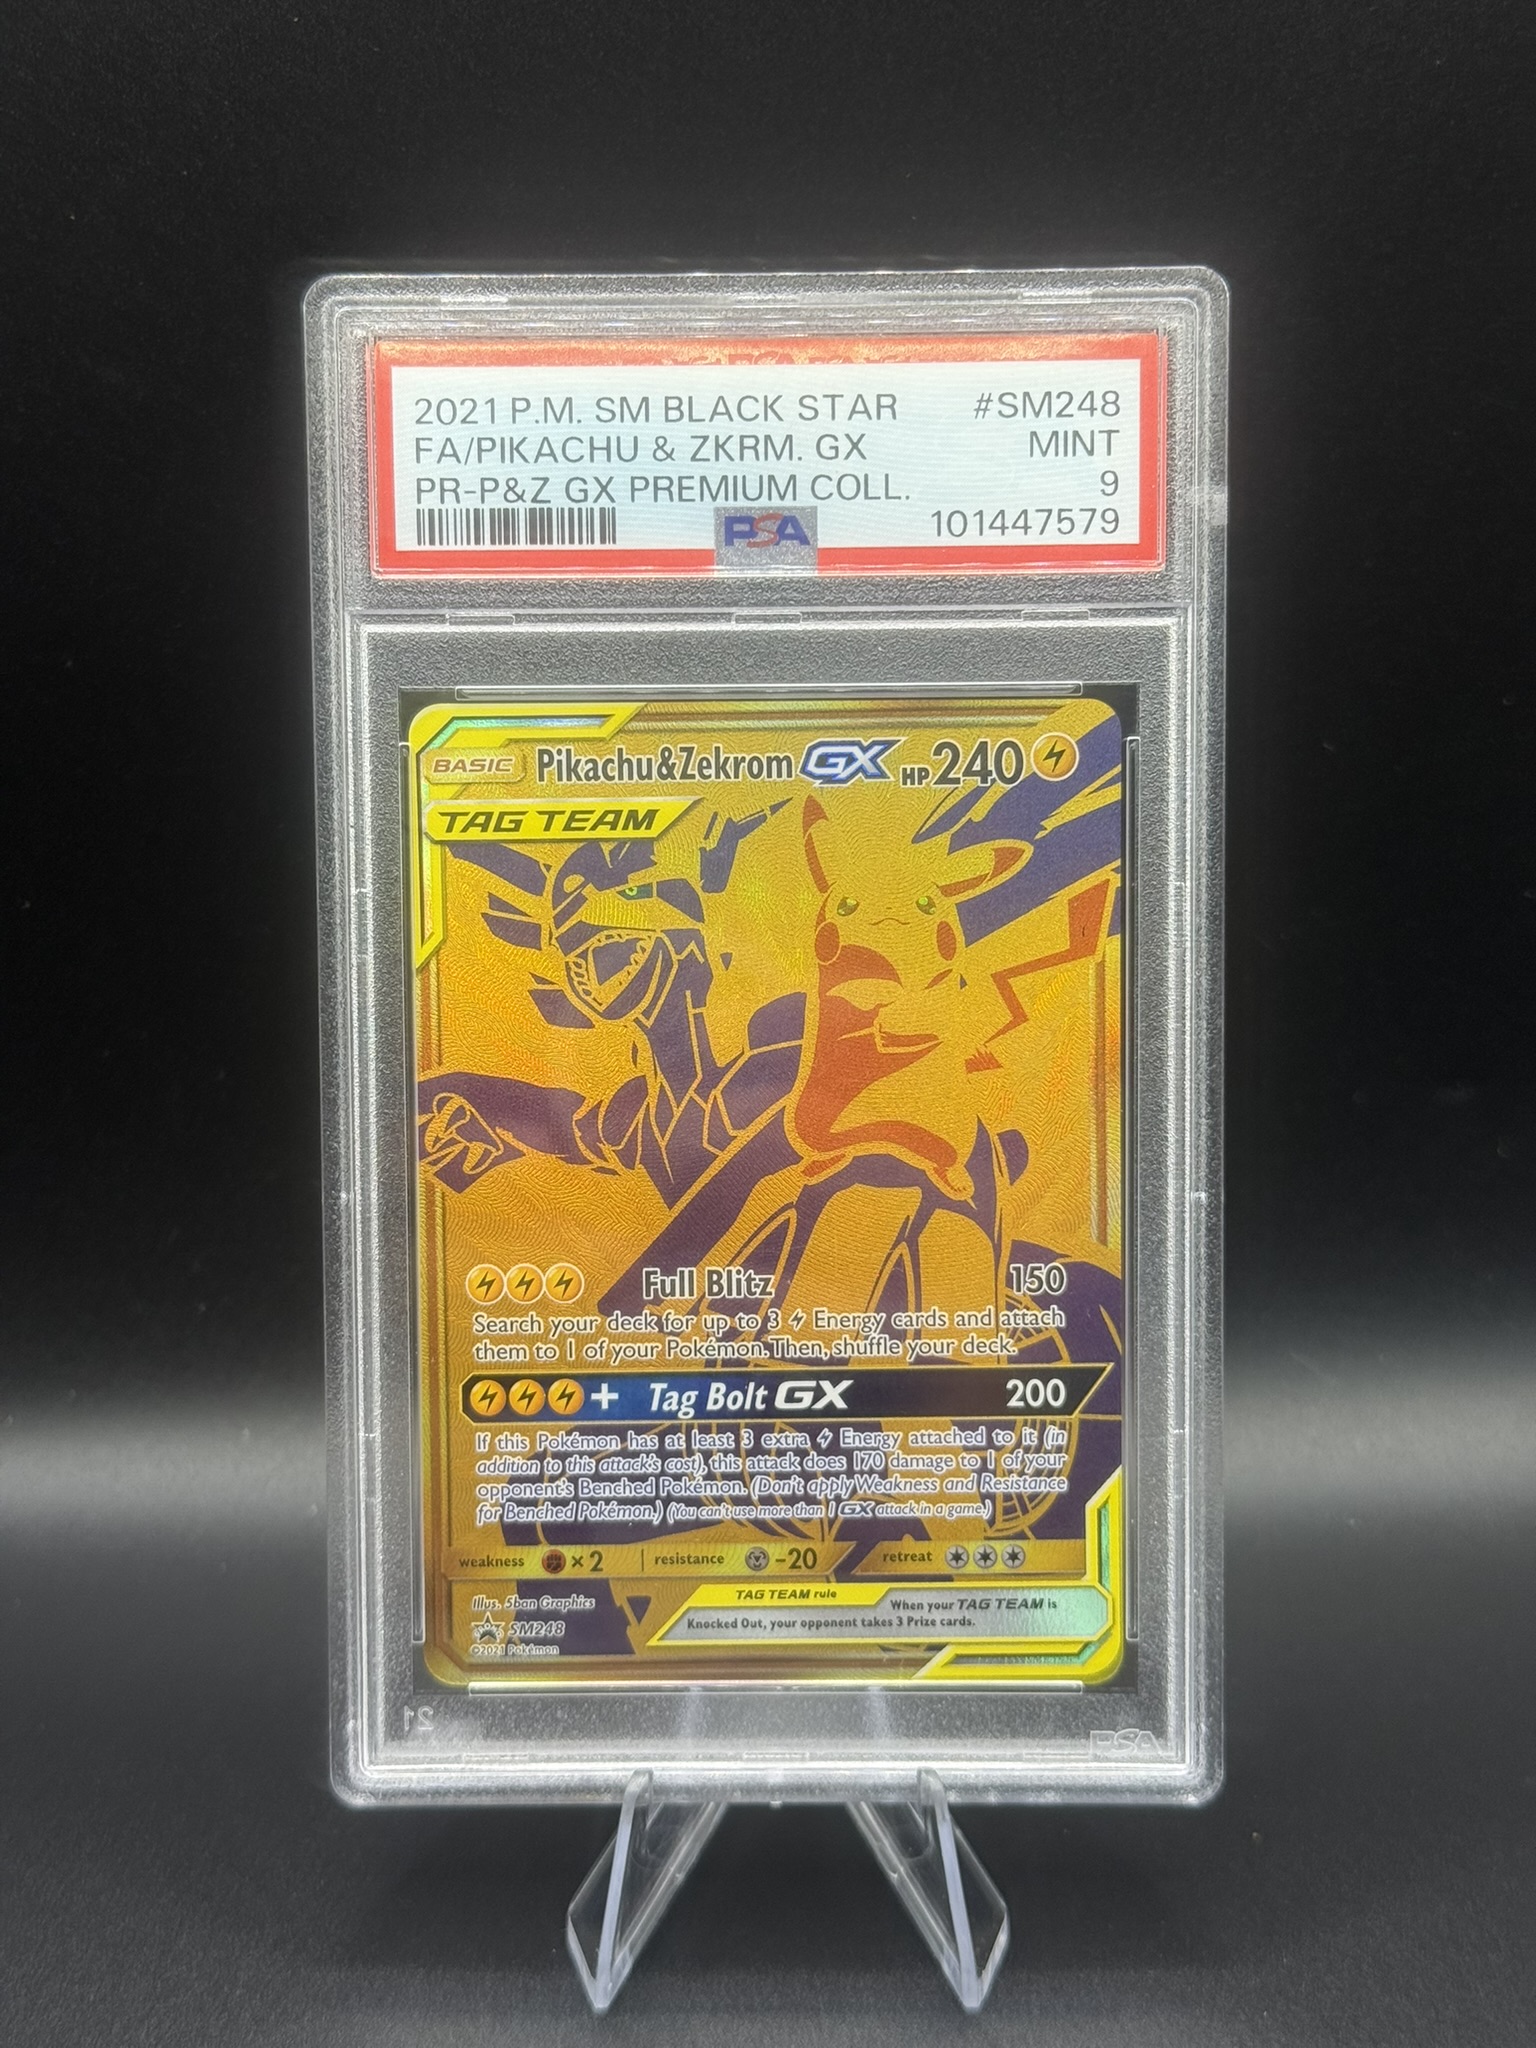 2021 P.M. SM BLACK STAR #SM248
FA/PIKACHU & ZKRM. GX MINT
PR-P&Z GX PREMIUM COLL. 9
PSA 101447579
BASIC Pikachu&Zekrom GX HP 240
TAG TEAM
Full Blitz 150
Search your deck for up to 3 Energy cards and attach
them to 1 of your Pokémon. Then, shuffle your deck.
+ Tag Bolt GX 200
If this Pokémon has at least 3 extra Energy attached to it (in
addition to this attack's cost), this attack does 170 damage to 1 of your
opponent's Benched Pokémon. (Don't apply Weakness and Resistance
for Benched Pokémon.) (You can't use more than 1 GX attack in a game.)
weakness ×2 resistance -20 retreat
Illus. 5ban Graphics
TAG TEAM rule When your TAG TEAM is
Knocked Out, your opponent takes 3 Prize cards.
SM248
©2021 Pokémon
21
PSA